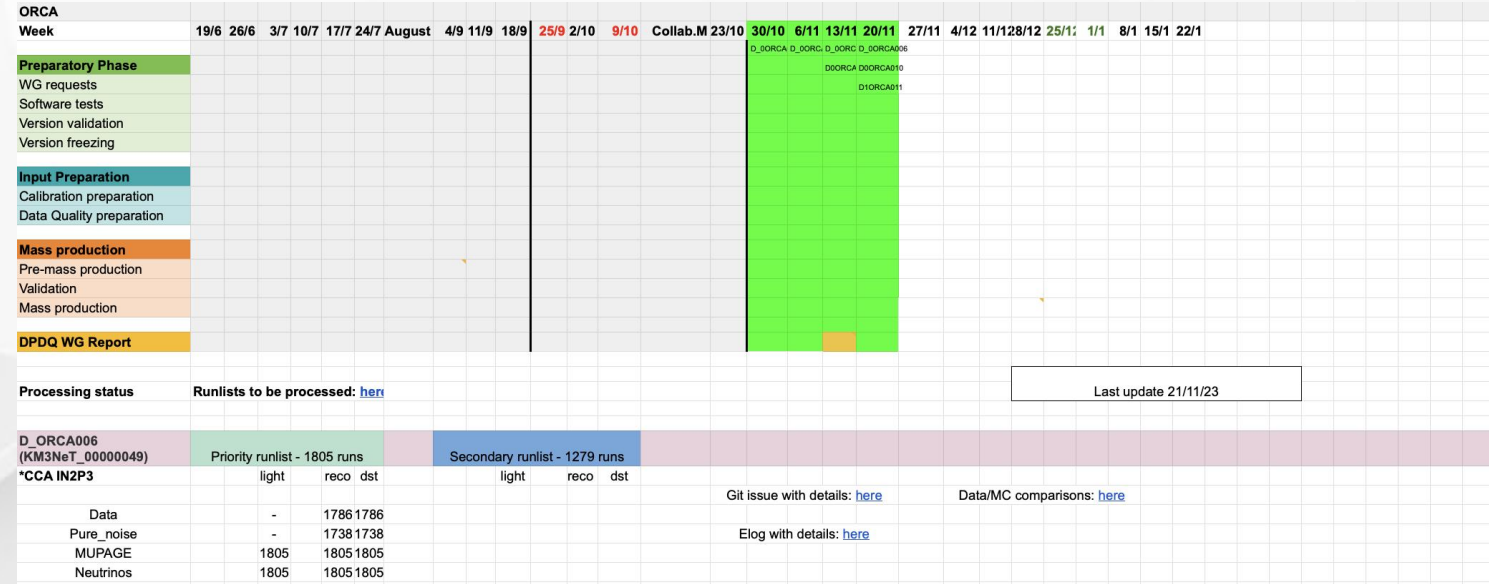 ORCA
Week 19/6 26/6 3/7 10/7 17/7 24/7 August 4/9 11/9 18/9 25/9 2/10 9/10 Collab.M 23/10 30/10 6/11 13/11 20/11 27/11 4/12 11/12 8/12 25/12 1/1 8/1 15/1 22/1
D_0ORCA D_0ORC D_0ORC D_0ORCA006
Preparatory Phase D0ORCA D0ORCA010
WG requests D1ORCA011
Software tests
Version validation
Version freezing
Input Preparation
Calibration preparation
Data Quality preparation
Mass production
Pre-mass production
Validation
Mass production
DPDQ WG Report
Processing status Runlists to be processed: here Last update 21/11/23
D_ORCA006
(KM3NeT_00000049) Priority runlist - 1805 runs Secondary runlist - 1279 runs
*CCA IN2P3 light reco dst light reco dst
Git issue with details: here Data/MC comparisons: here
Data - 1786 1786
Pure_noise - 1738 1738 Elog with details: here
MUPAGE 1805 1805 1805
Neutrinos 1805 1805 1805